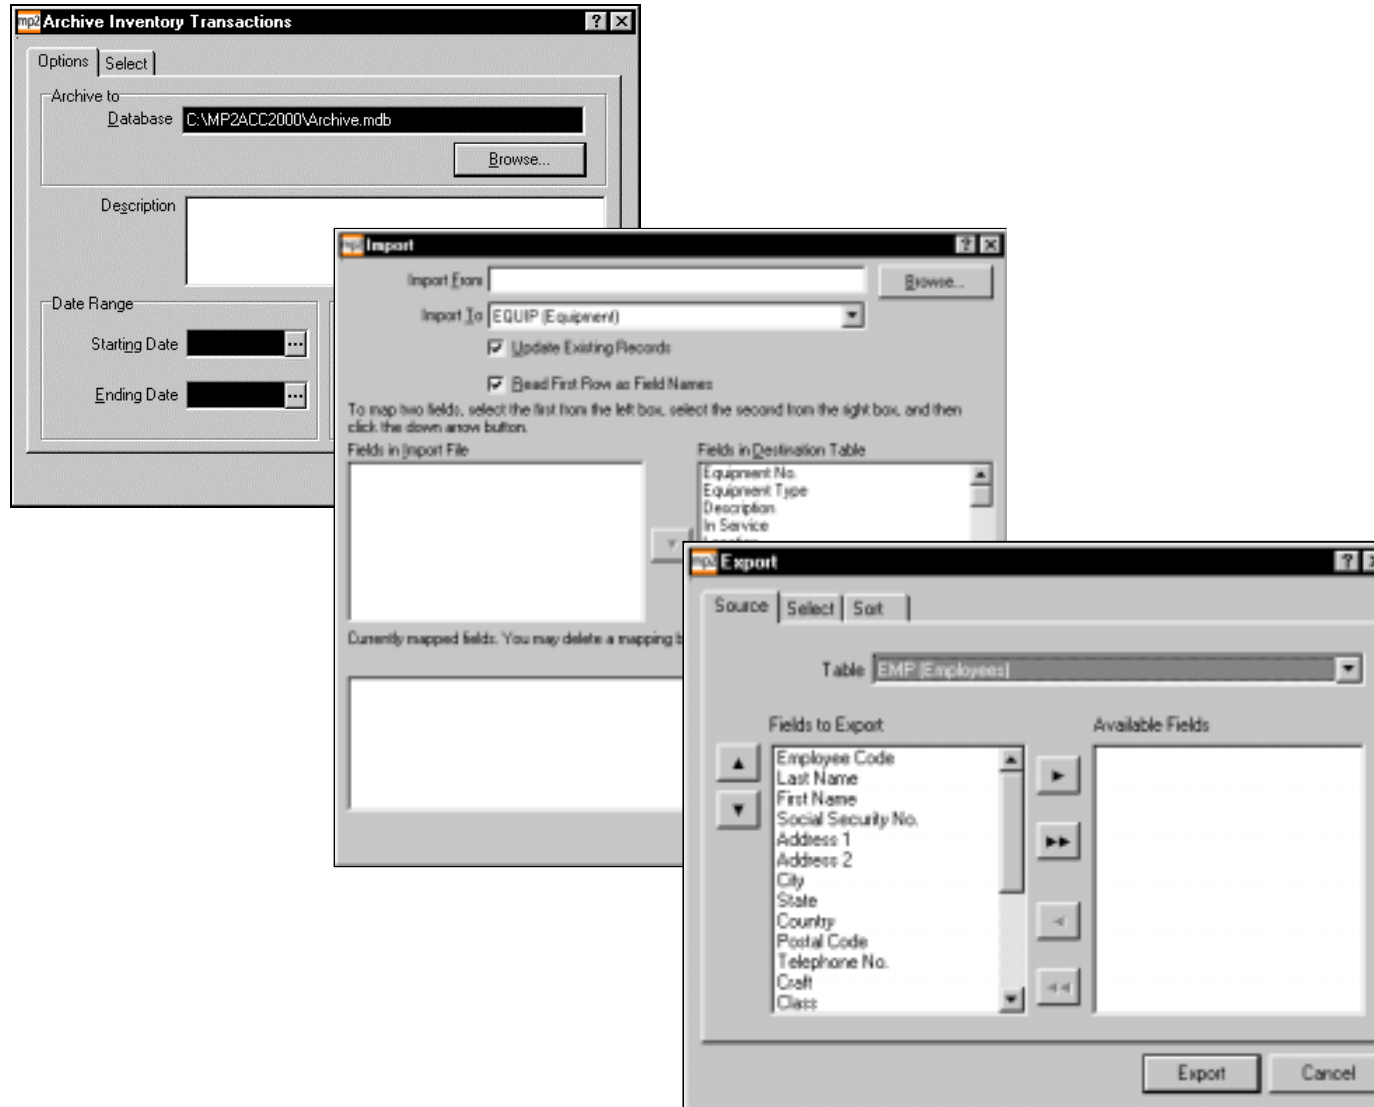 mp2 Archive Inventory Transactions
Options Select
Archive to
Database C:\MP2ACC2000\Archive.mdb
Browse...
Description
Date Range
Starting Date ...
Ending Date ...
mp2 Import
Import From Browse...
Import To EQUIP (Equipment)
Update Existing Records
Read First Row as Field Names
To map two fields, select the first from the left box, select the second from the right box, and then
click the down arrow button.
Fields in Import File Fields in Destination Table
Equipment No.
Equipment Type
Description
In Service
Currently mapped fields. You may delete a mapping
mp2 Export
Source Select Sort
Table EMP (Employees)
Fields to Export Available Fields
Employee Code
Last Name
First Name
Social Security No.
Address 1
Address 2
City
State
Country
Postal Code
Telephone No.
Craft
Class
Export Cancel